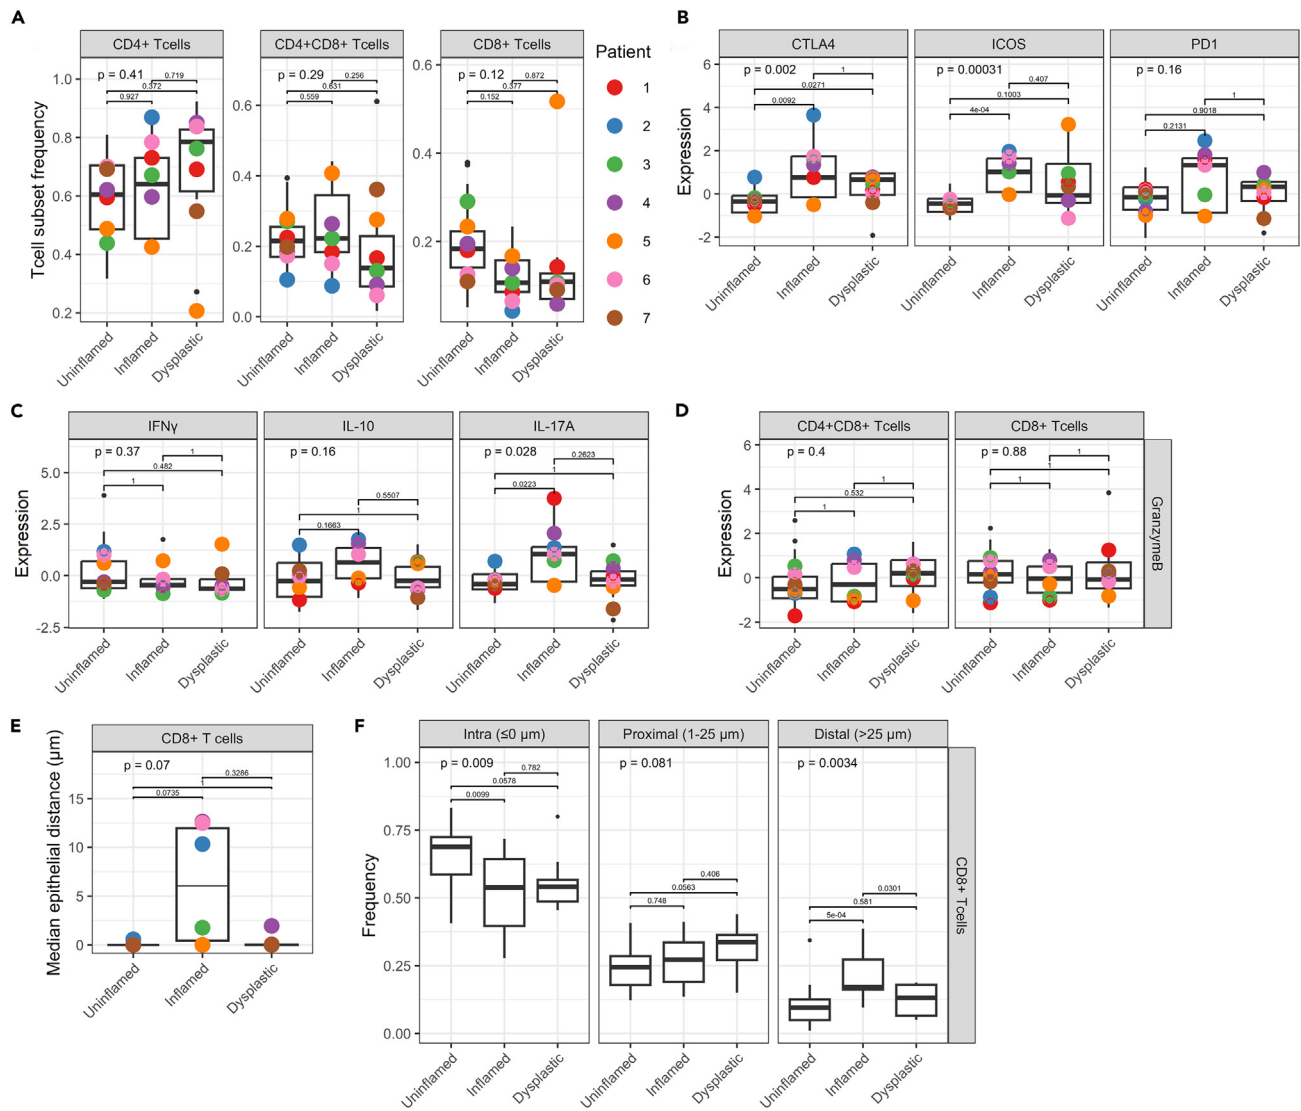 A
CD4+ Tcells
CD4+CD8+ Tcells
CD8+ Tcells
Tcell subset frequency
p = 0.41
0.719
0.372
0.927
1.0
0.8
0.6
0.4
0.2
Uninflamed
Inflamed
Dysplastic
p = 0.29
0.256
0.631
0.559
0.6
0.4
0.2
0.0
Uninflamed
Inflamed
Dysplastic
p = 0.12
0.872
0.377
0.152
0.6
0.4
0.2
Uninflamed
Inflamed
Dysplastic
Patient
1
2
3
4
5
6
7
B
CTLA4
ICOS
PD1
Expression
6
4
2
0
-2
p = 0.002
1
0.0271
0.0092
Uninflamed
Inflamed
Dysplastic
p = 0.00031
0.407
0.1003
4e-04
Uninflamed
Inflamed
Dysplastic
p = 0.16
1
0.9018
0.2131
Uninflamed
Inflamed
Dysplastic
C
IFNγ
IL-10
IL-17A
Expression
5.0
2.5
0.0
-2.5
p = 0.37
1
0.482
1
Uninflamed
Inflamed
Dysplastic
p = 0.16
0.5507
1
0.1663
Uninflamed
Inflamed
Dysplastic
p = 0.028
0.2623
1
0.0223
Uninflamed
Inflamed
Dysplastic
D
CD4+CD8+ Tcells
CD8+ Tcells
Expression
6
4
2
0
-2
p = 0.4
1
0.532
1
Uninflamed
Inflamed
Dysplastic
p = 0.88
1
1
1
Uninflamed
Inflamed
Dysplastic
GranzymeB
E
CD8+ T cells
Median epithelial distance (μm)
p = 0.07
0.3286
1
0.0735
15
10
5
0
Uninflamed
Inflamed
Dysplastic
F
Intra (≤0 μm)
Proximal (1-25 μm)
Distal (>25 μm)
Frequency
1.00
0.75
0.50
0.25
0.00
p = 0.009
0.782
0.0578
0.0099
Uninflamed
Inflamed
Dysplastic
p = 0.081
0.406
0.0563
0.748
Uninflamed
Inflamed
Dysplastic
p = 0.0034
0.0301
0.581
5e-04
Uninflamed
Inflamed
Dysplastic
CD8+ Tcells